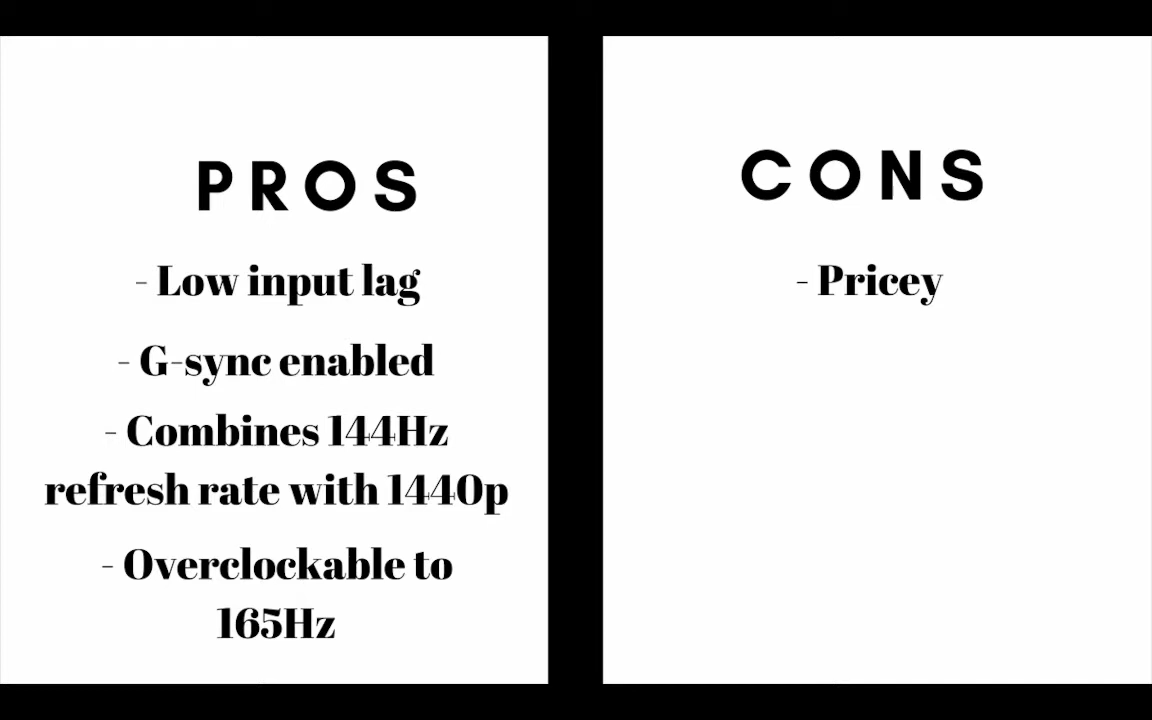 PROS
- Low input lag
- G-sync enabled
- Combines 144Hz
refresh rate with 1440p
- Overclockable to
165Hz
CONS
- Pricey